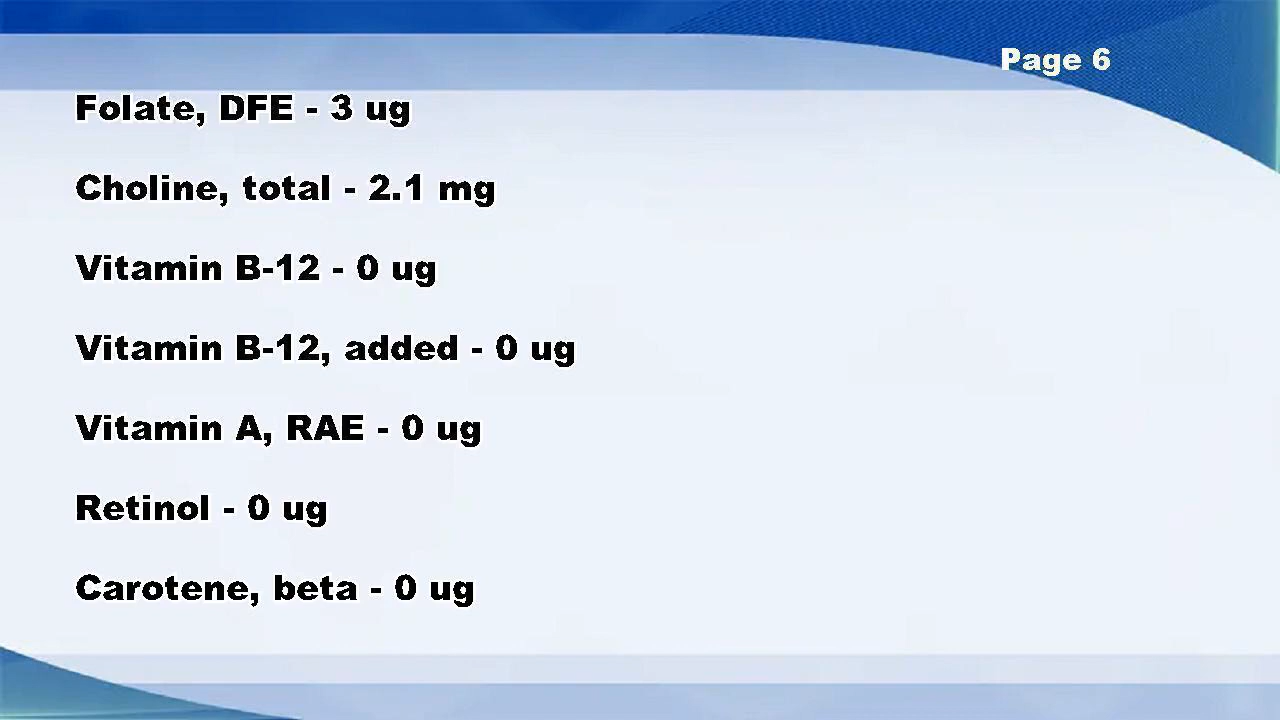 Page 6
Folate, DFE - 3 ug
Choline, total - 2.1 mg
Vitamin B-12 - 0 ug
Vitamin B-12, added - 0 ug
Vitamin A, RAE - 0 ug
Retinol - 0 ug
Carotene, beta - 0 ug